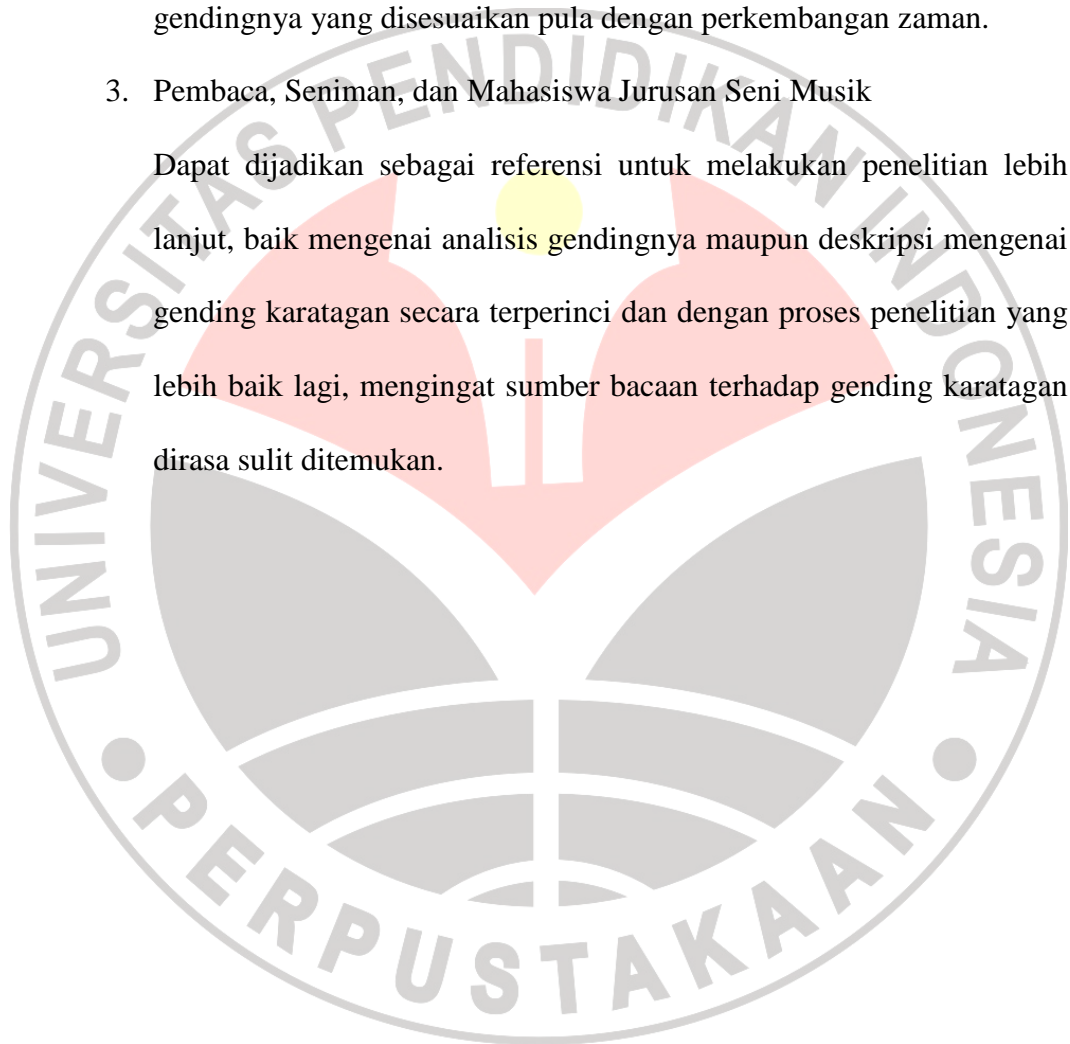 gendingnya yang disesuaikan pula dengan perkembangan zaman.
3. Pembaca, Seniman, dan Mahasiswa Jurusan Seni Musik
Dapat dijadikan sebagai referensi untuk melakukan penelitian lebih
lanjut, baik mengenai analisis gendingnya maupun deskripsi mengenai
gending karatagan secara terperinci dan dengan proses penelitian yang
lebih baik lagi, mengingat sumber bacaan terhadap gending karatagan
dirasa sulit ditemukan.
UNIVERSITAS PENDIDIKAN INDONESIA
PERPUSTAKAAN